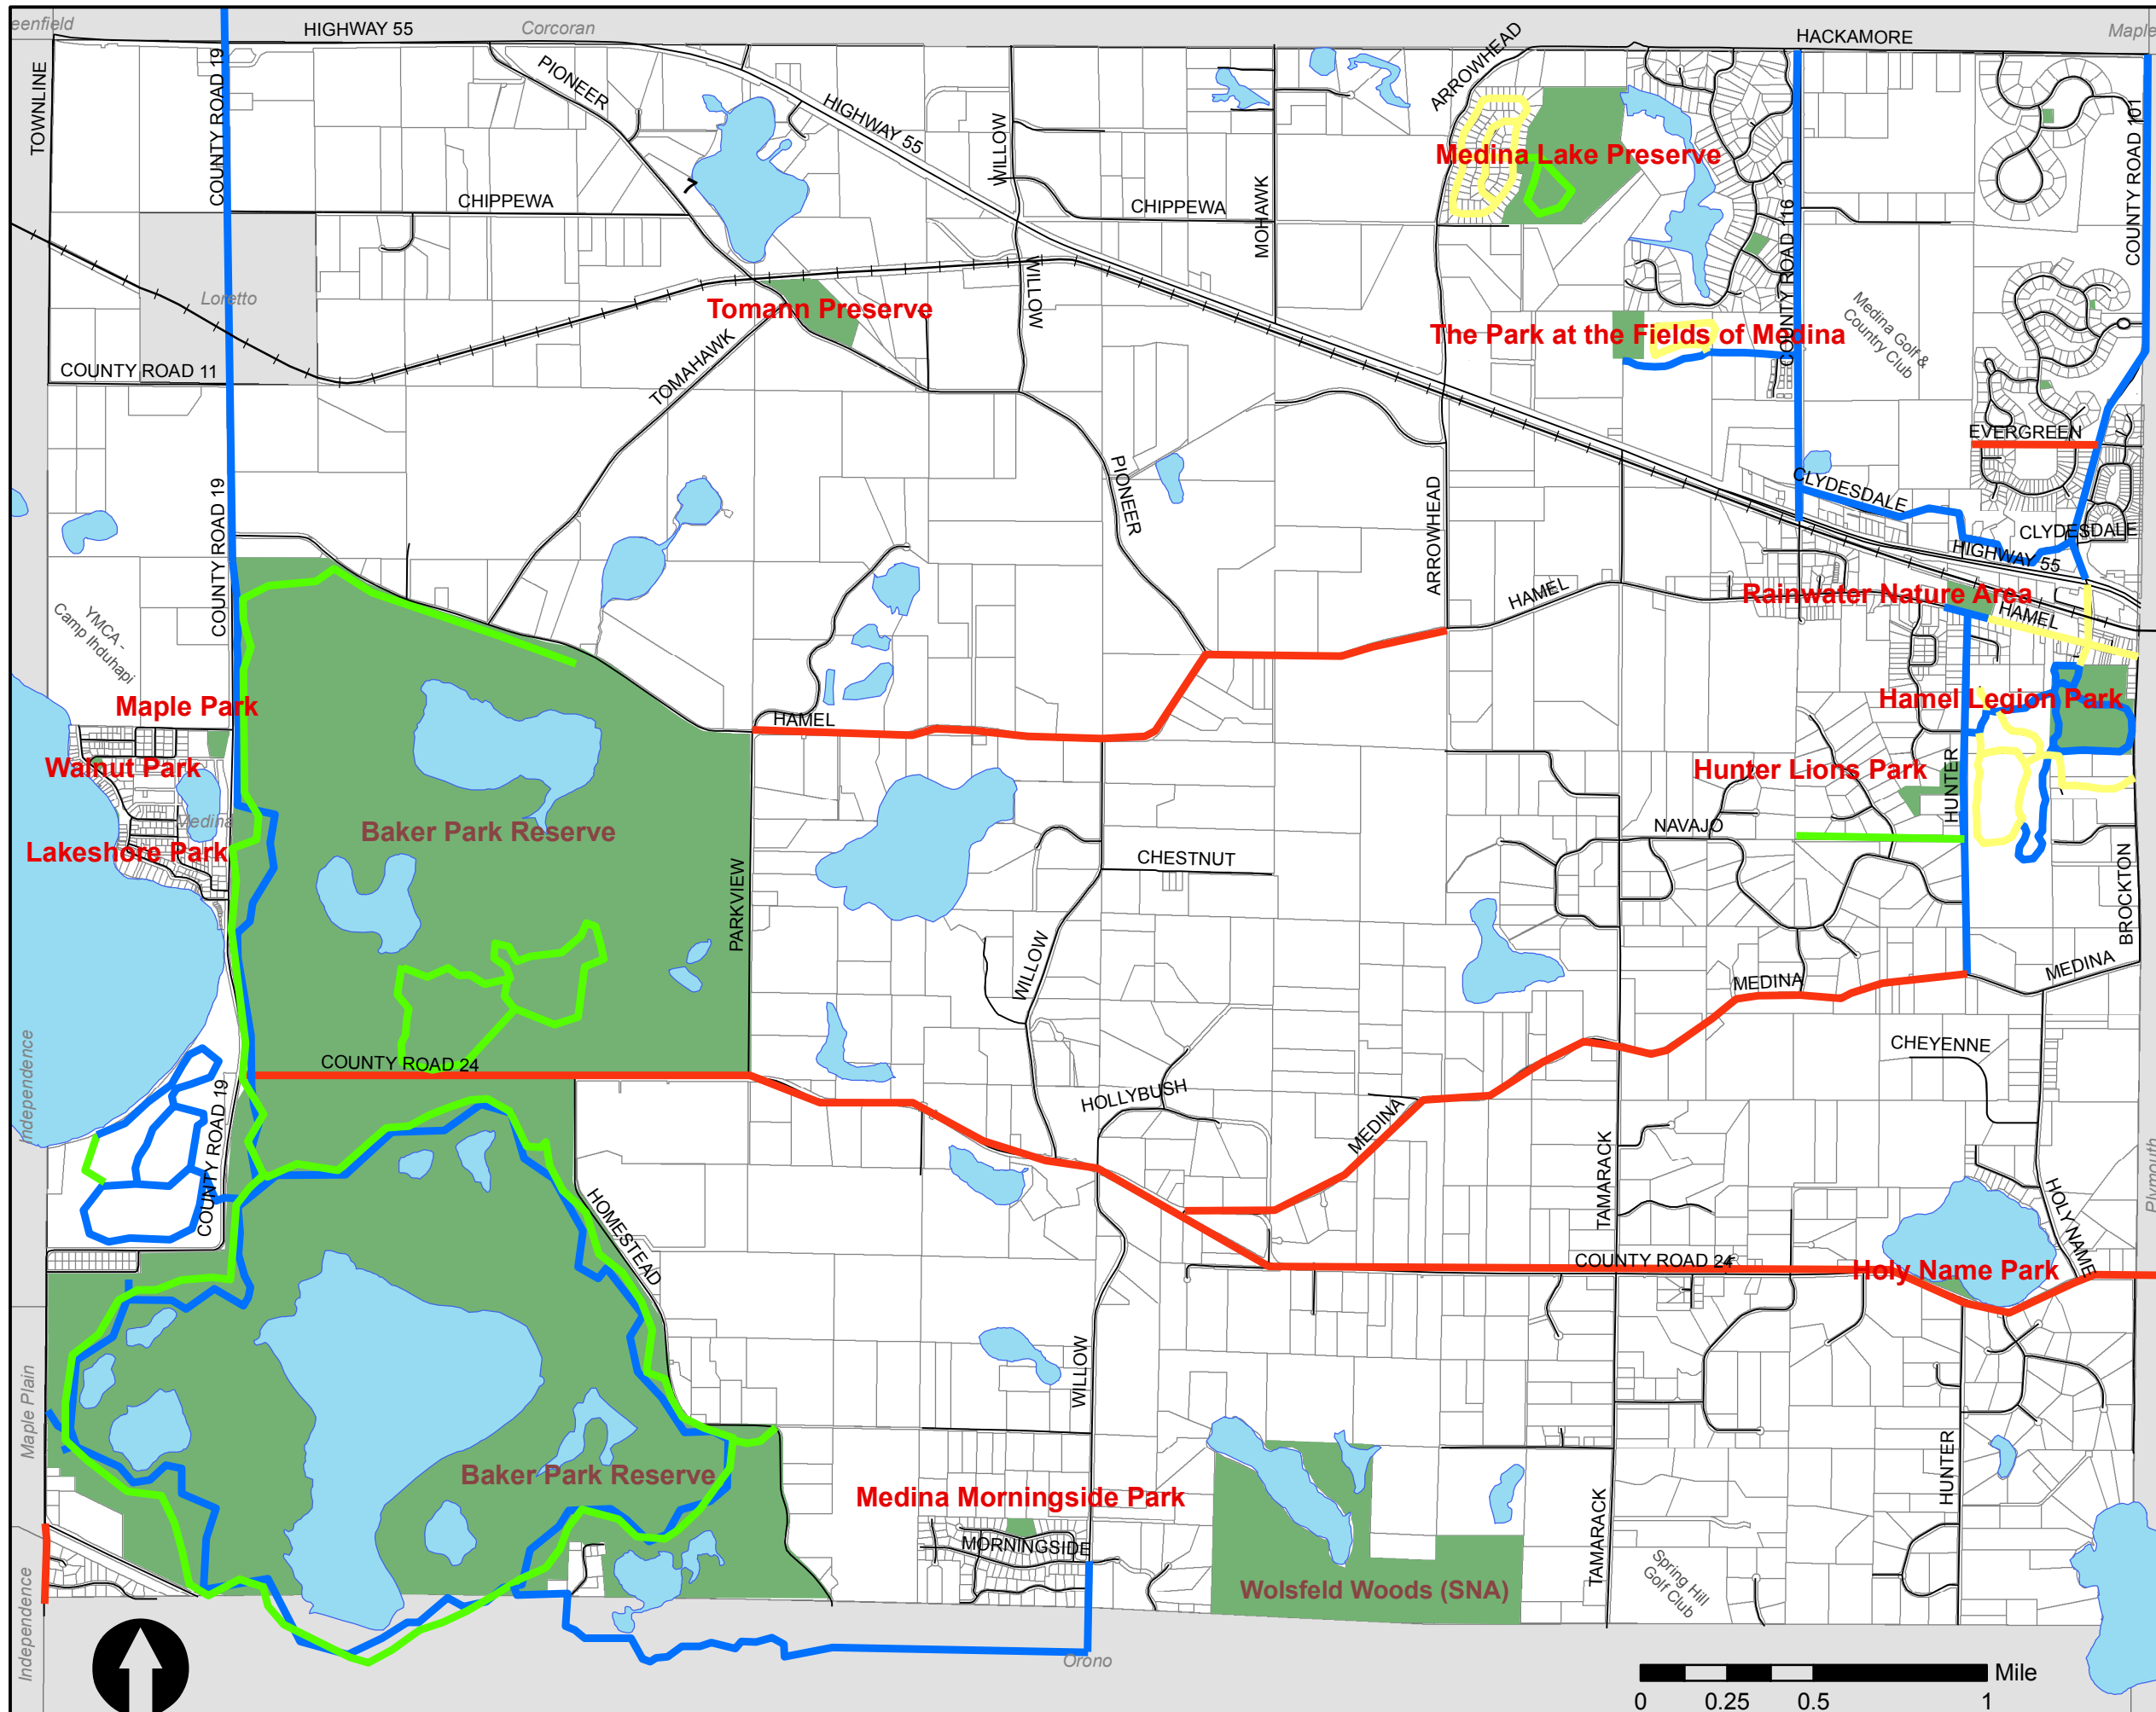 eenfield
HIGHWAY 55
Corcoran
HACKAMORE
Maple
TOWNLINE
COUNTY ROAD 19
PIONEER
HIGHWAY 55
WILLOW
ARROWHEAD
COUNTY ROAD 101
Medina Lake Preserve
CHIPPEWA
CHIPPEWA
MOHAWK
COUNTY ROAD 116
Loretto
Tomann Preserve
WILLOW
The Park at the Fields of Medina
Medina Golf &
Country Club
COUNTY ROAD 11
TOMAHAWK
EVERGREEN
COUNTY ROAD 19
PIONEER
ARROWHEAD
CLYDESDALE
CLYDESDALE
HIGHWAY 55
YMCA -
Camp Ihduhapi
HAMEL
Rainwater Nature Area
HAMEL
Maple Park
HAMEL
Hamel Legion Park
Walnut Park
Hunter Lions Park
HUNTER
Medina
Baker Park Reserve
NAVAJO
Lakeshore Park
CHESTNUT
PARKVIEW
BROCKTON
WILLOW
MEDINA
MEDINA
Independence
COUNTY ROAD 24
CHEYENNE
COUNTY ROAD 19
HOLLYBUSH
MEDINA
TAMARACK
Plymouth
HOMESTEAD
HOLY NAME
COUNTY ROAD 24
Holy Name Park
Maple Plain
WILLOW
HUNTER
Baker Park Reserve
Medina Morningside Park
MORNINGSIDE
TAMARACK
Spring Hill
Golf Club
Wolsfeld Woods (SNA)
Independence
Orono
Mile
0 0.25 0.5 1